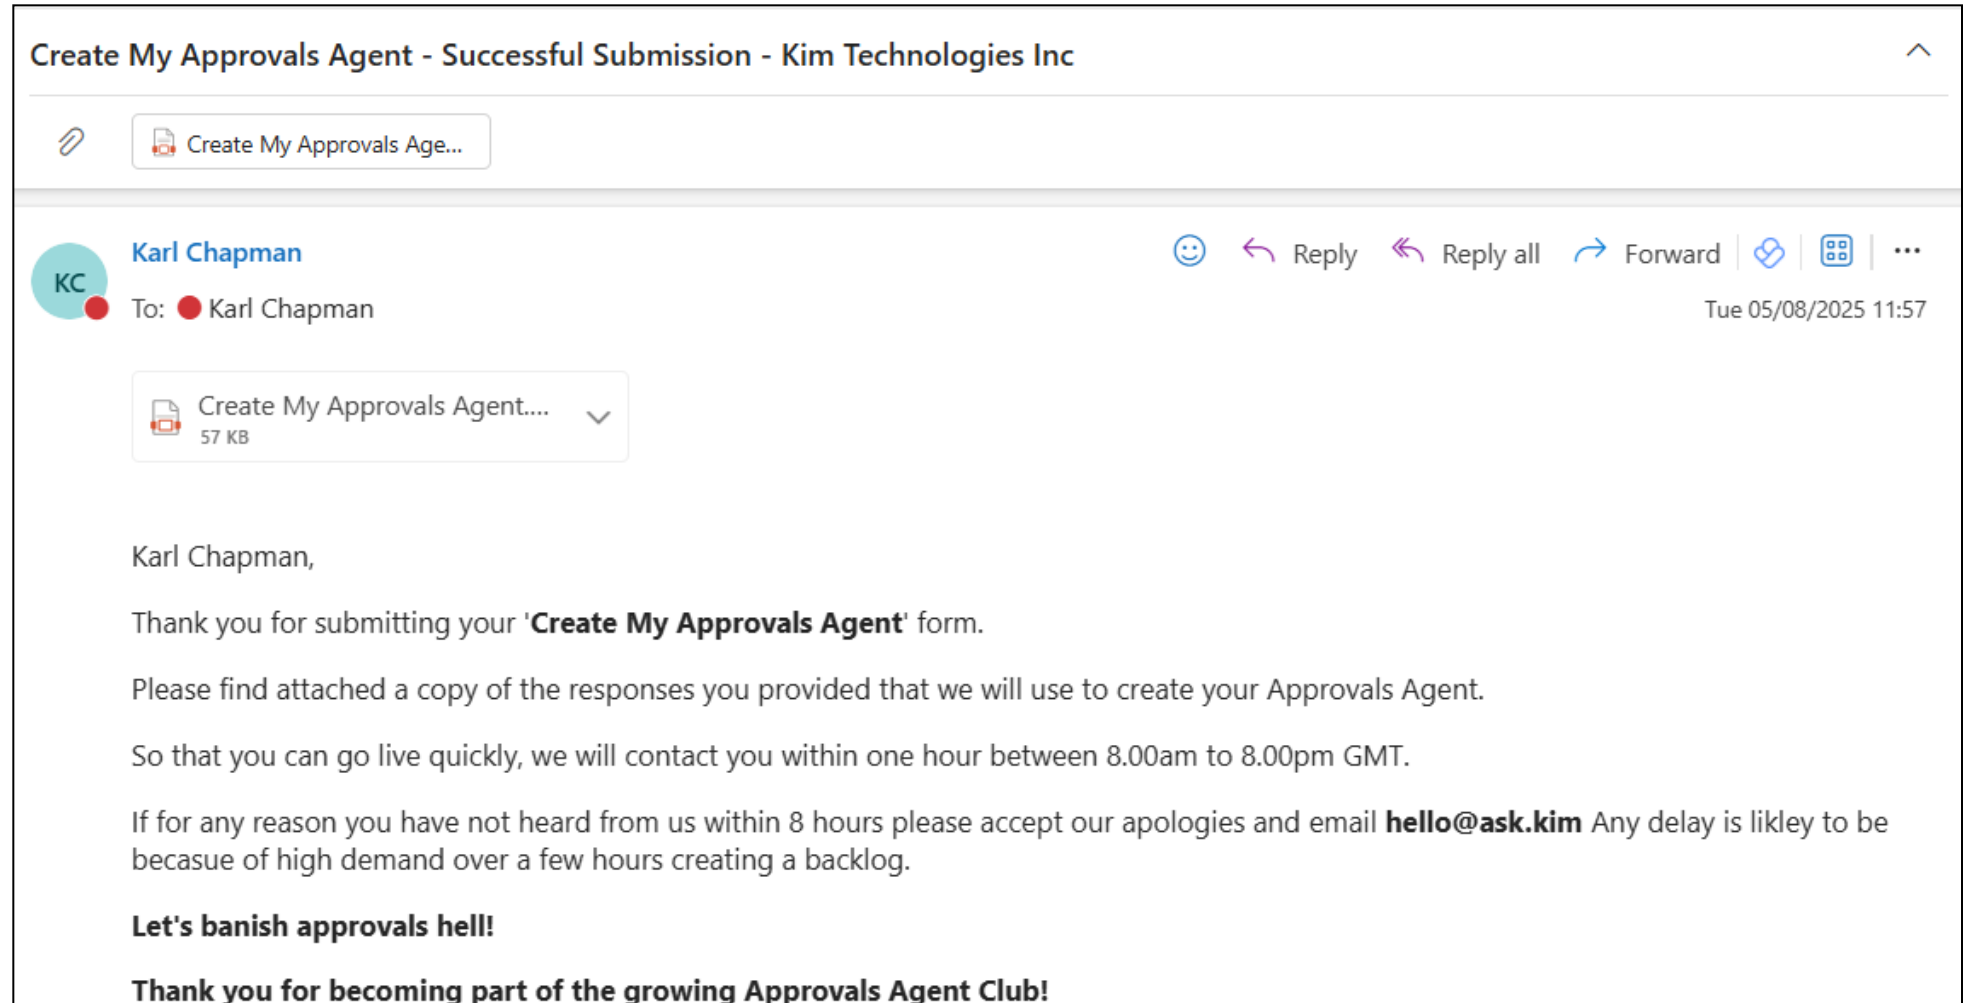 Create My Approvals Agent - Successful Submission - Kim Technologies Inc
Create My Approvals Age...
KC
Karl Chapman
Reply
Reply all
Forward
To: Karl Chapman
Tue 05/08/2025 11:57
Create My Approvals Agent....
57 KB
Karl Chapman,
Thank you for submitting your 'Create My Approvals Agent' form.
Please find attached a copy of the responses you provided that we will use to create your Approvals Agent.
So that you can go live quickly, we will contact you within one hour between 8.00am to 8.00pm GMT.
If for any reason you have not heard from us within 8 hours please accept our apologies and email hello@ask.kim Any delay is likley to be
becasue of high demand over a few hours creating a backlog.
Let's banish approvals hell!
Thank you for becoming part of the growing Approvals Agent Club!